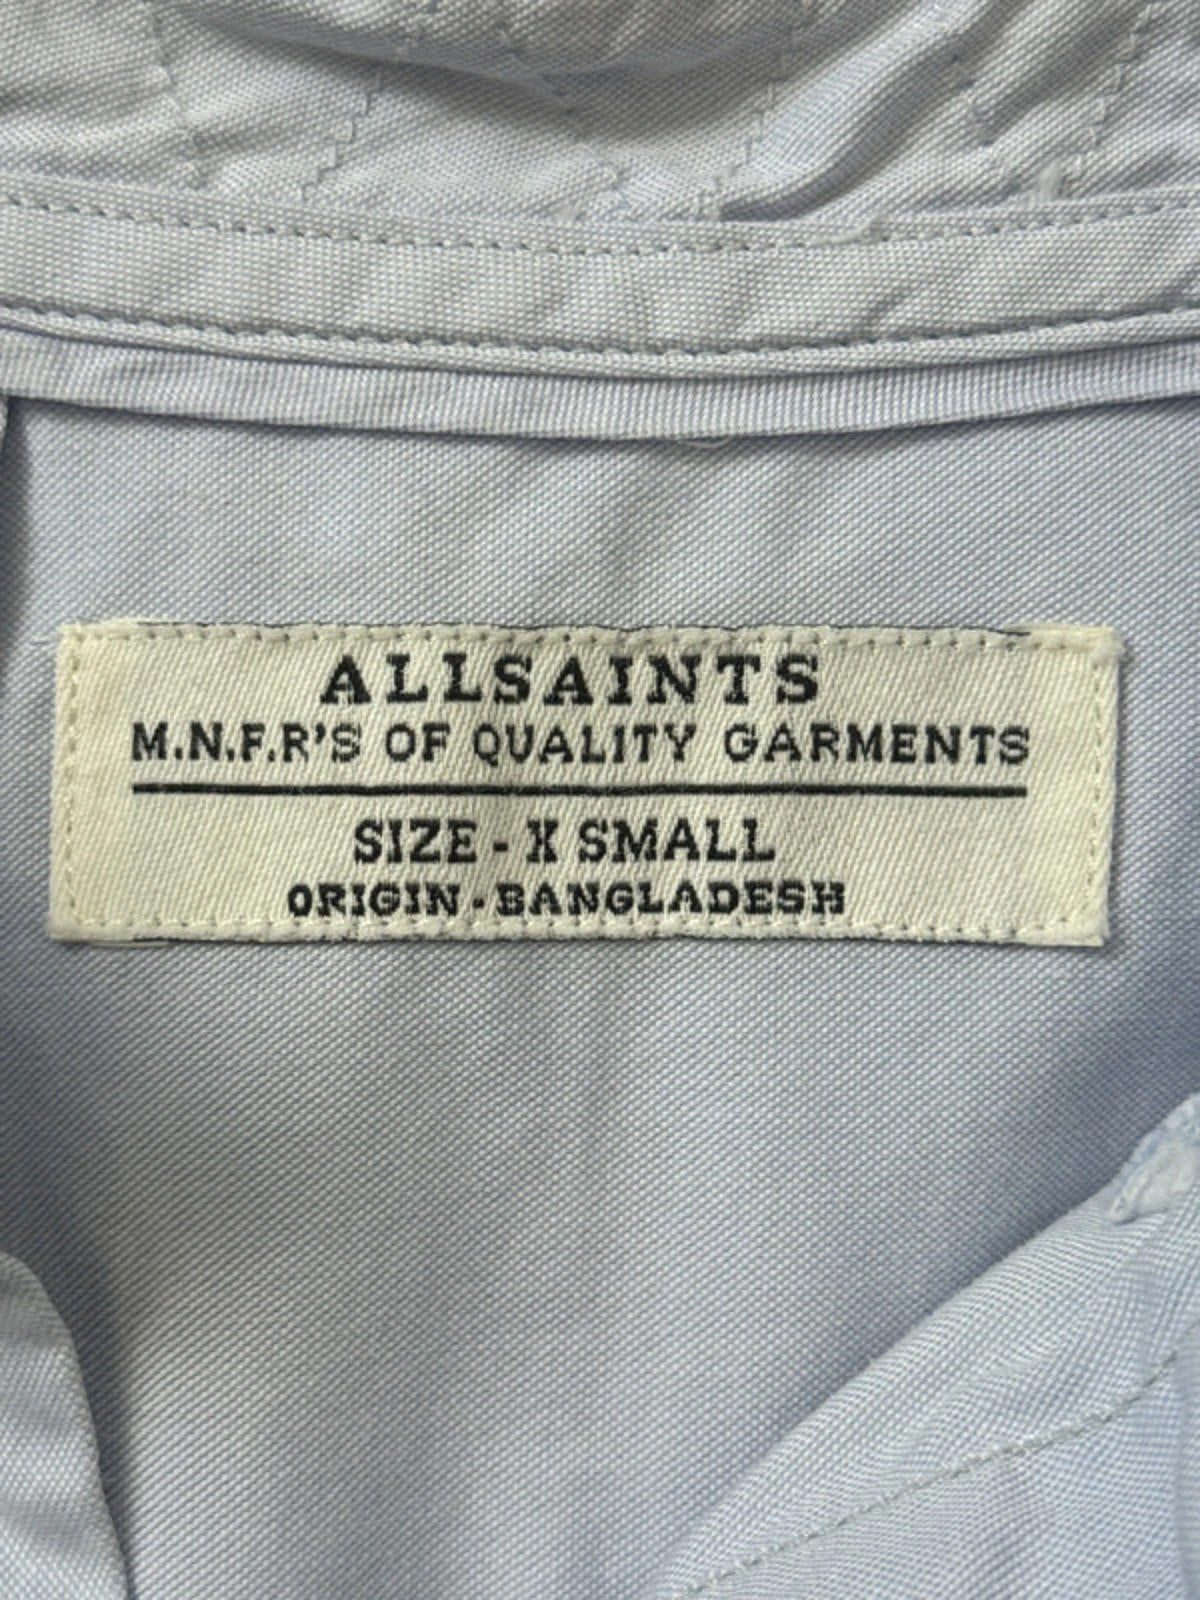 ALLSAINTS
M.N.F.R'S OF QUALITY GARMENTS
SIZE - X SMALL
ORIGIN - BANGLADESH